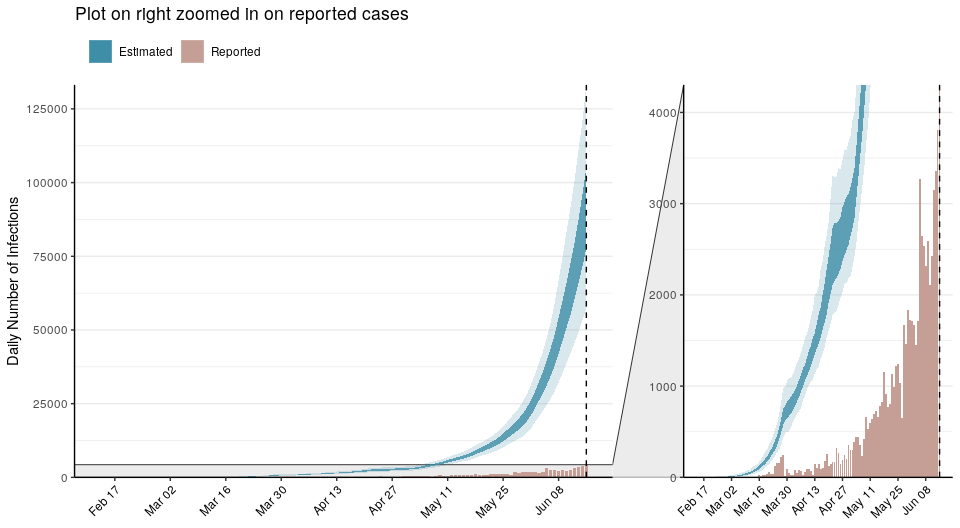 Plot on right zoomed in on reported cases
Estimated Reported
Daily Number of Infections
125000
100000
75000
50000
25000
0
Feb 17 Mar 02 Mar 16 Mar 30 Apr 13 Apr 27 May 11 May 25 Jun 08
4000
3000
2000
1000
0
Feb 17 Mar 02 Mar 16 Mar 30 Apr 13 Apr 27 May 11 May 25 Jun 08